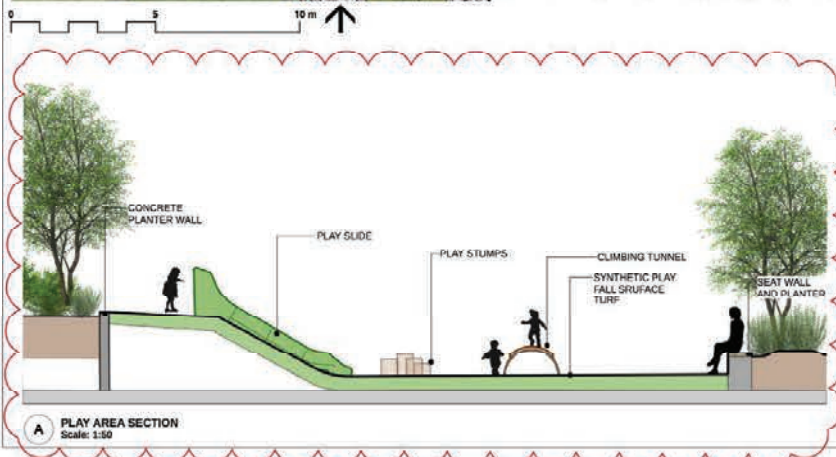 0 5 10 m
CONCRETE
PLANTER WALL
PLAY SLIDE
PLAY STUMPS
CLIMBING TUNNEL
SYNTHETIC PLAY
FALL SRUFACE
TURF
SEAT WALL
AND PLANTER
A PLAY AREA SECTION
Scale: 1:50